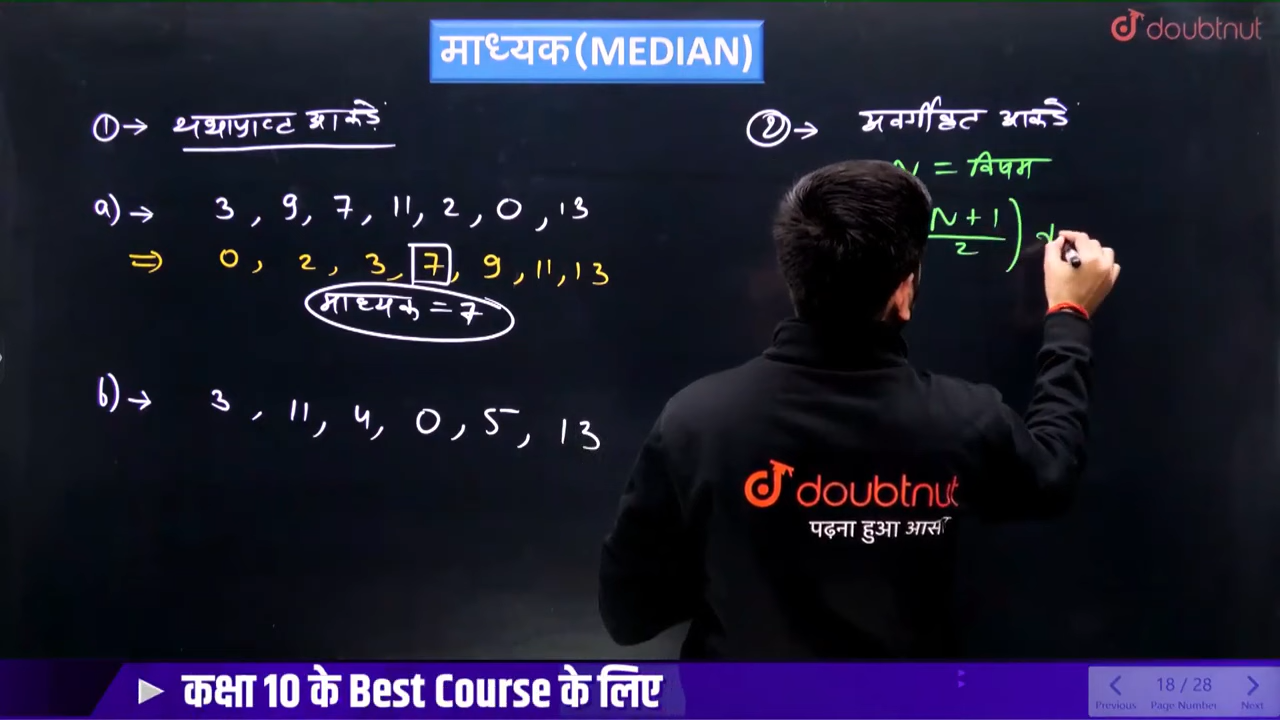 माध्यक(MEDIAN)
doubtnut
① → यथाप्राप्त आकड़े
a) → 3 , 9 , 7 , 11 , 2 , 0 , 13
⇒ 0 , 2 , 3 , 7 , 9 , 11 , 13
माध्यक = 7
b) → 3 , 11 , 4 , 0 , 5 , 13
② → अवर्गीकृत आकड़े
N = विषम
N + 1
2 )
doubtnut
पढ़ना हुआ
कक्षा 10 के Best Course के लिए
18 / 28
Previous Page Number Next